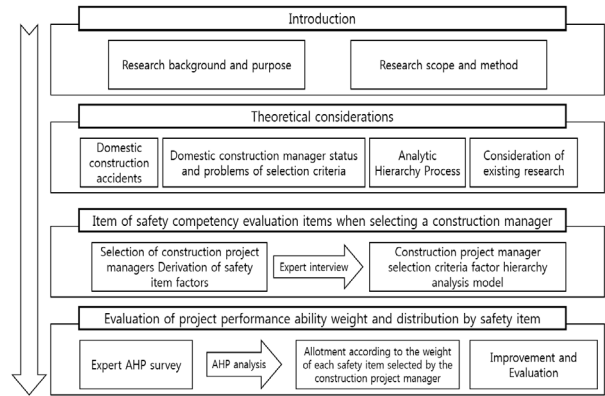 Introduction
Research background and purpose
Research scope and method
Theoretical considerations
Domestic
construction
accidents
Domestic construction manager status
and problems of selection criteria
Analytic
Hierarchy Process
Consideration of
existing research
Item of safety competency evaluation items when selecting a construction manager
Selection of construction project
managers Derivation of safety
item factors
Expert interview
Construction project manager
selection criteria factor hierarchy
analysis model
Evaluation of project performance ability weight and distribution by safety item
Expert AHP survey
AHP analysis
Allotment according to the weight
of each safety item selected by the
construction project manager
Improvement and
Evaluation